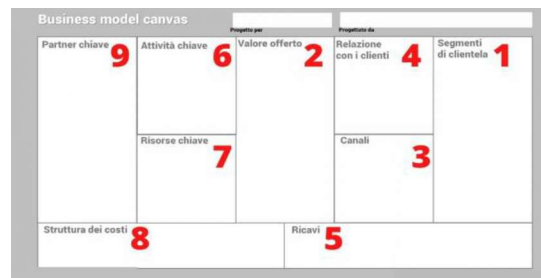 Business model canvas
Progetto per
Progettato da
Partner chiave
9
Attività chiave
6
Valore offerto
2
Relazione
con i clienti
4
Segmenti
di clientela
1
Risorse chiave
7
Canali
3
Struttura dei costi
8
Ricavi
5